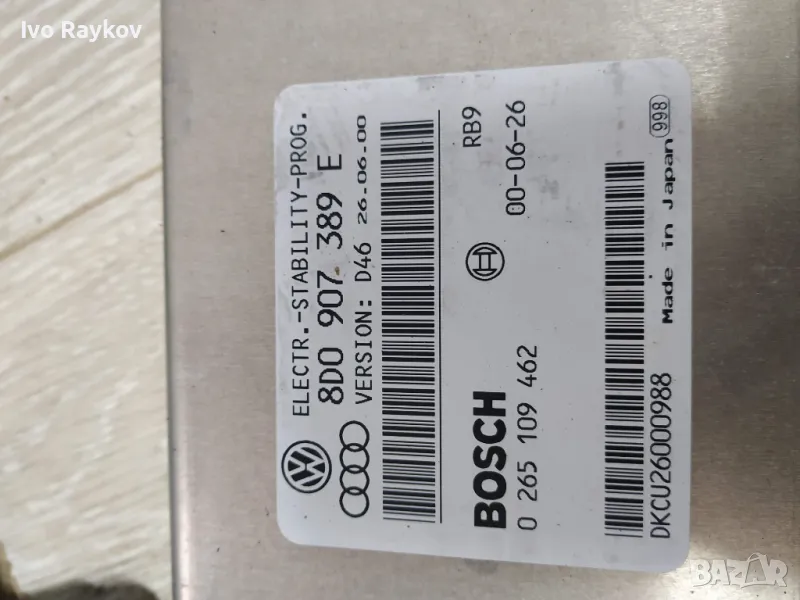 Ivo Raykov
ELECTR.-STABILITY-PROG.
8D0 907 389 E
VERSION: D46 26.06.00
BOSCH
RB9
0 265 109 462
00-06-26
DKCU26000988
Made in Japan 998
BAZAR